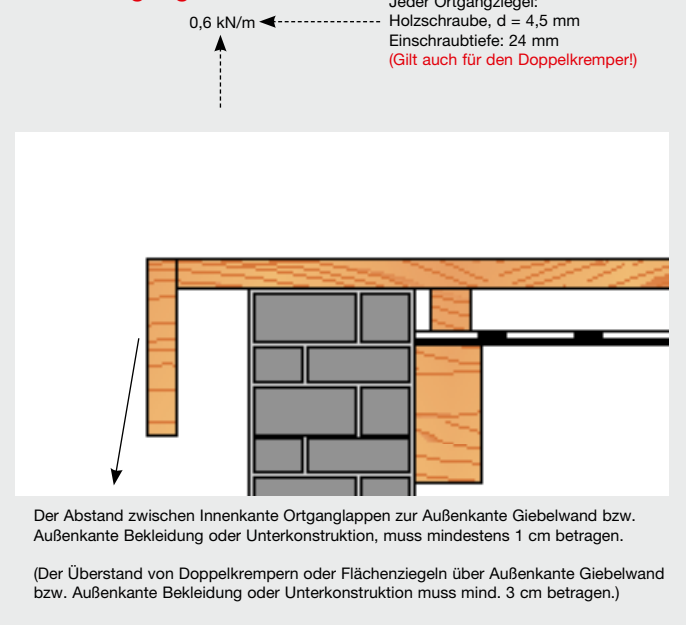 0,6 kN/m
Jeder Ortgangziegel:
Holzschraube, d = 4,5 mm
Einschraubtiefe: 24 mm
(Gilt auch für den Doppelkremper!)
Der Abstand zwischen Innenkante Ortganglappen zur Außenkante Giebelwand bzw.
Außenkante Bekleidung oder Unterkonstruktion, muss mindestens 1 cm betragen.
(Der Überstand von Doppelkrempern oder Flächenziegeln über Außenkante Giebelwand
bzw. Außenkante Bekleidung oder Unterkonstruktion muss mind. 3 cm betragen.)